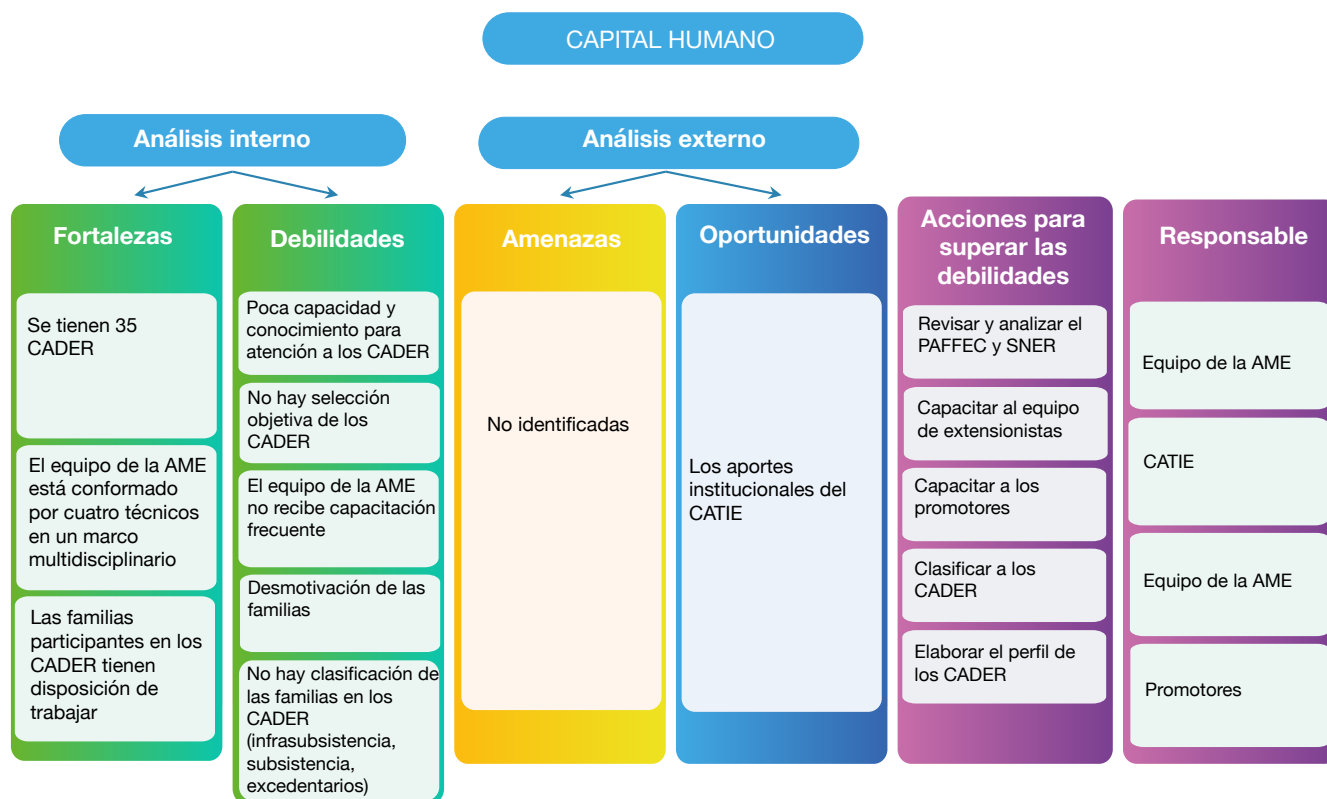 CAPITAL HUMANO
Análisis interno
Análisis externo
Fortalezas
Se tienen 35
CADER
El equipo de la AME
está conformado
por cuatro técnicos
en un marco
multidisciplinario
Las familias
participantes en los
CADER tienen
disposición de
trabajar
Debilidades
Poca capacidad y
conocimiento para
atención a los CADER
No hay selección
objetiva de los
CADER
El equipo de la AME
no recibe capacitación
frecuente
Desmotivación de las
familias
No hay clasificación de
las familias en los
CADER
(infrasubsistencia,
subsistencia,
excedentarios)
Amenazas
No identificadas
Oportunidades
Los aportes
institucionales del
CATIE
Acciones para
superar las
debilidades
Revisar y analizar el
PAFFEC y SNER
Capacitar al equipo
de extensionistas
Capacitar a los
promotores
Clasificar a los
CADER
Elaborar el perfil de
los CADER
Responsable
Equipo de la AME
CATIE
Equipo de la AME
Promotores